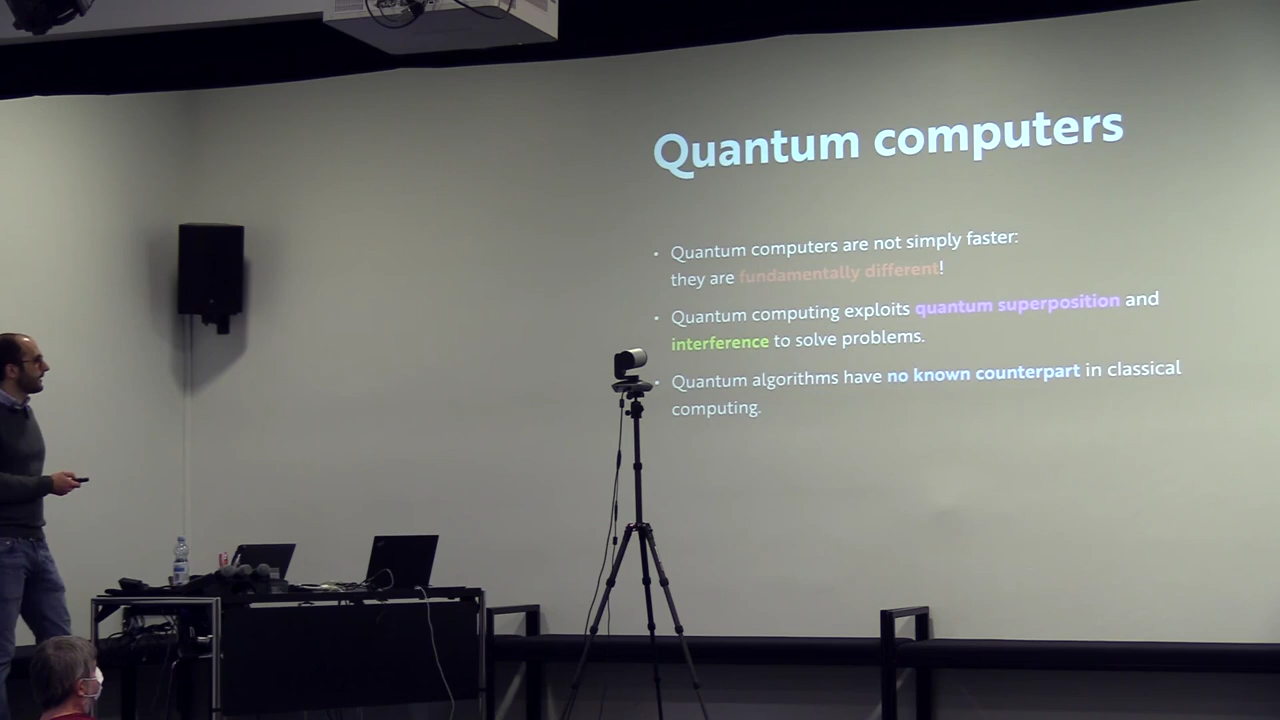 Quantum computers
• Quantum computers are not simply faster:
they are fundamentally different!
• Quantum computing exploits quantum superposition and
interference to solve problems.
• Quantum algorithms have no known counterpart in classical
computing.